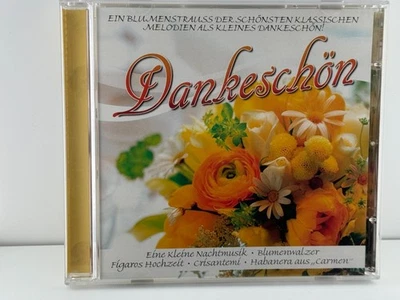 EIN BLUMENSTRAUSS DER SCHÖNSTEN KLASSISCHEN
MELODIEN ALS KLEINES DANKESCHÖN!
Dankeschön
Eine Kleine Nachtmusik • Blumenwalzer
Figaros Hochzeit • Crisantemi • Habanera aus „Carmen"